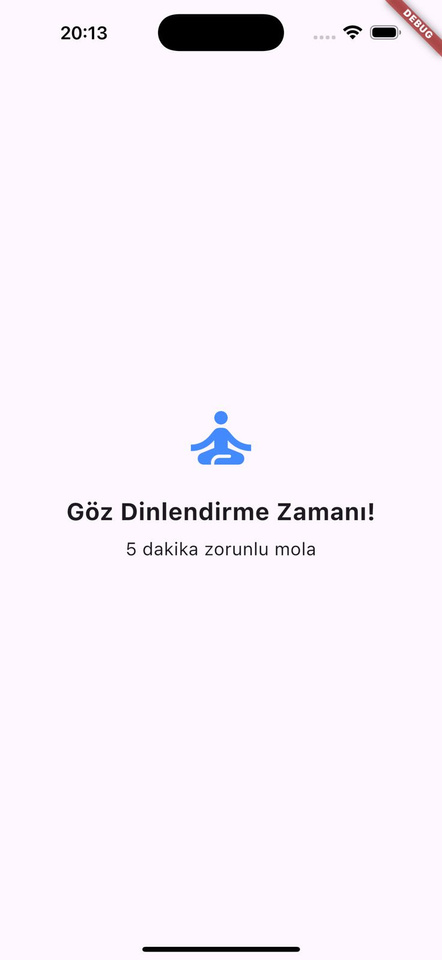 20:13
DEBUG
Göz Dinlendirme Zamanı!
5 dakika zorunlu mola